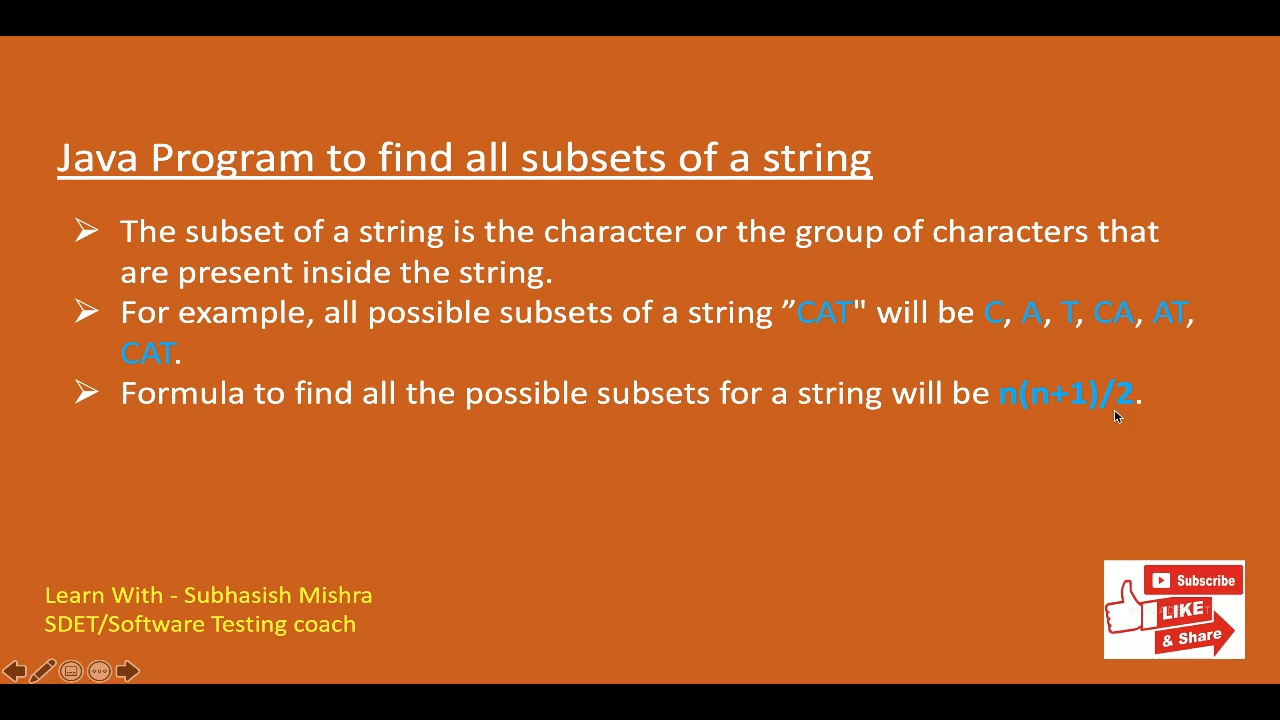 Java Program to find all subsets of a string
The subset of a string is the character or the group of characters that
are present inside the string.
For example, all possible subsets of a string ”CAT" will be C, A, T, CA, AT,
CAT.
Formula to find all the possible subsets for a string will be n(n+1)/2.
Learn With - Subhasish Mishra
SDET/Software Testing coach
Subscribe
LIKE
& Share